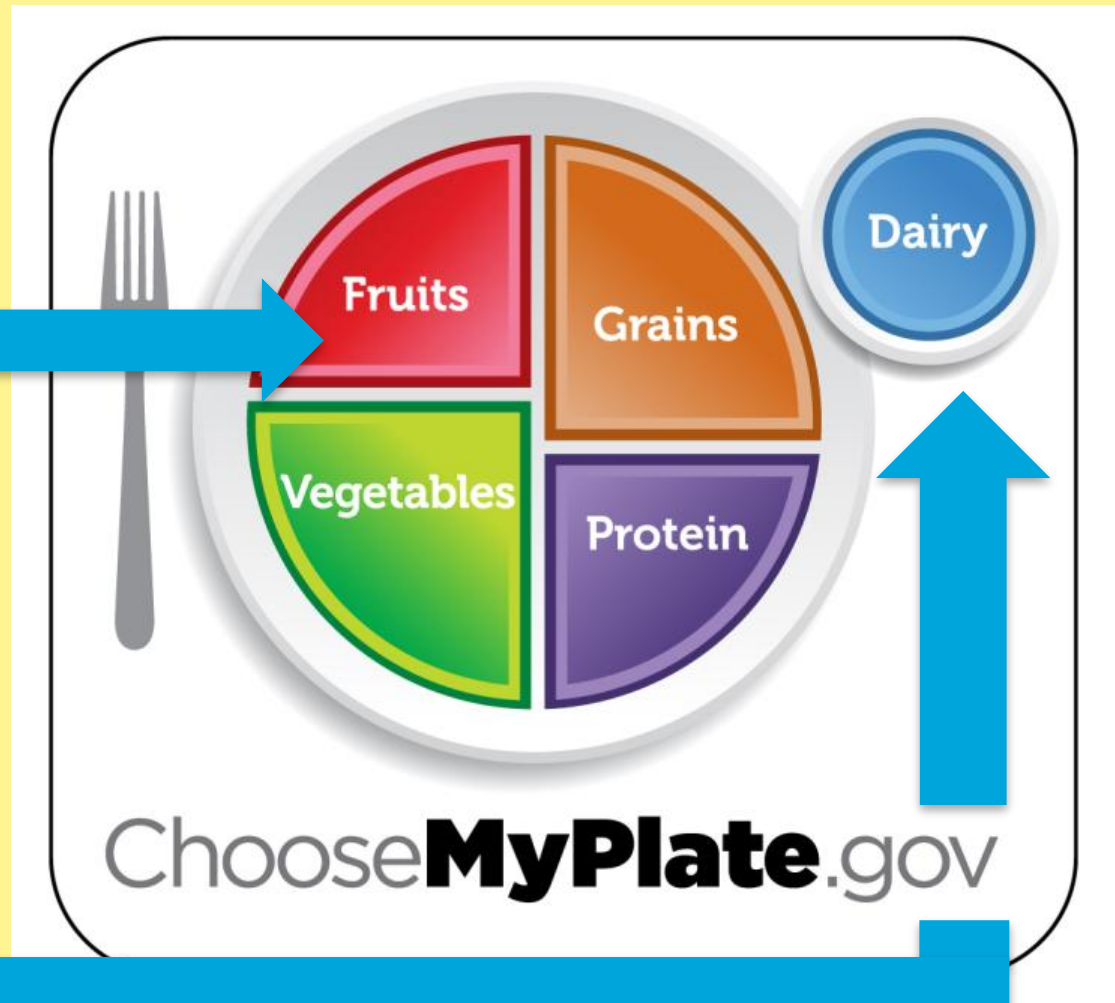 Fruits
Grains
Dairy
Vegetables
Protein
ChooseMyPlate.gov